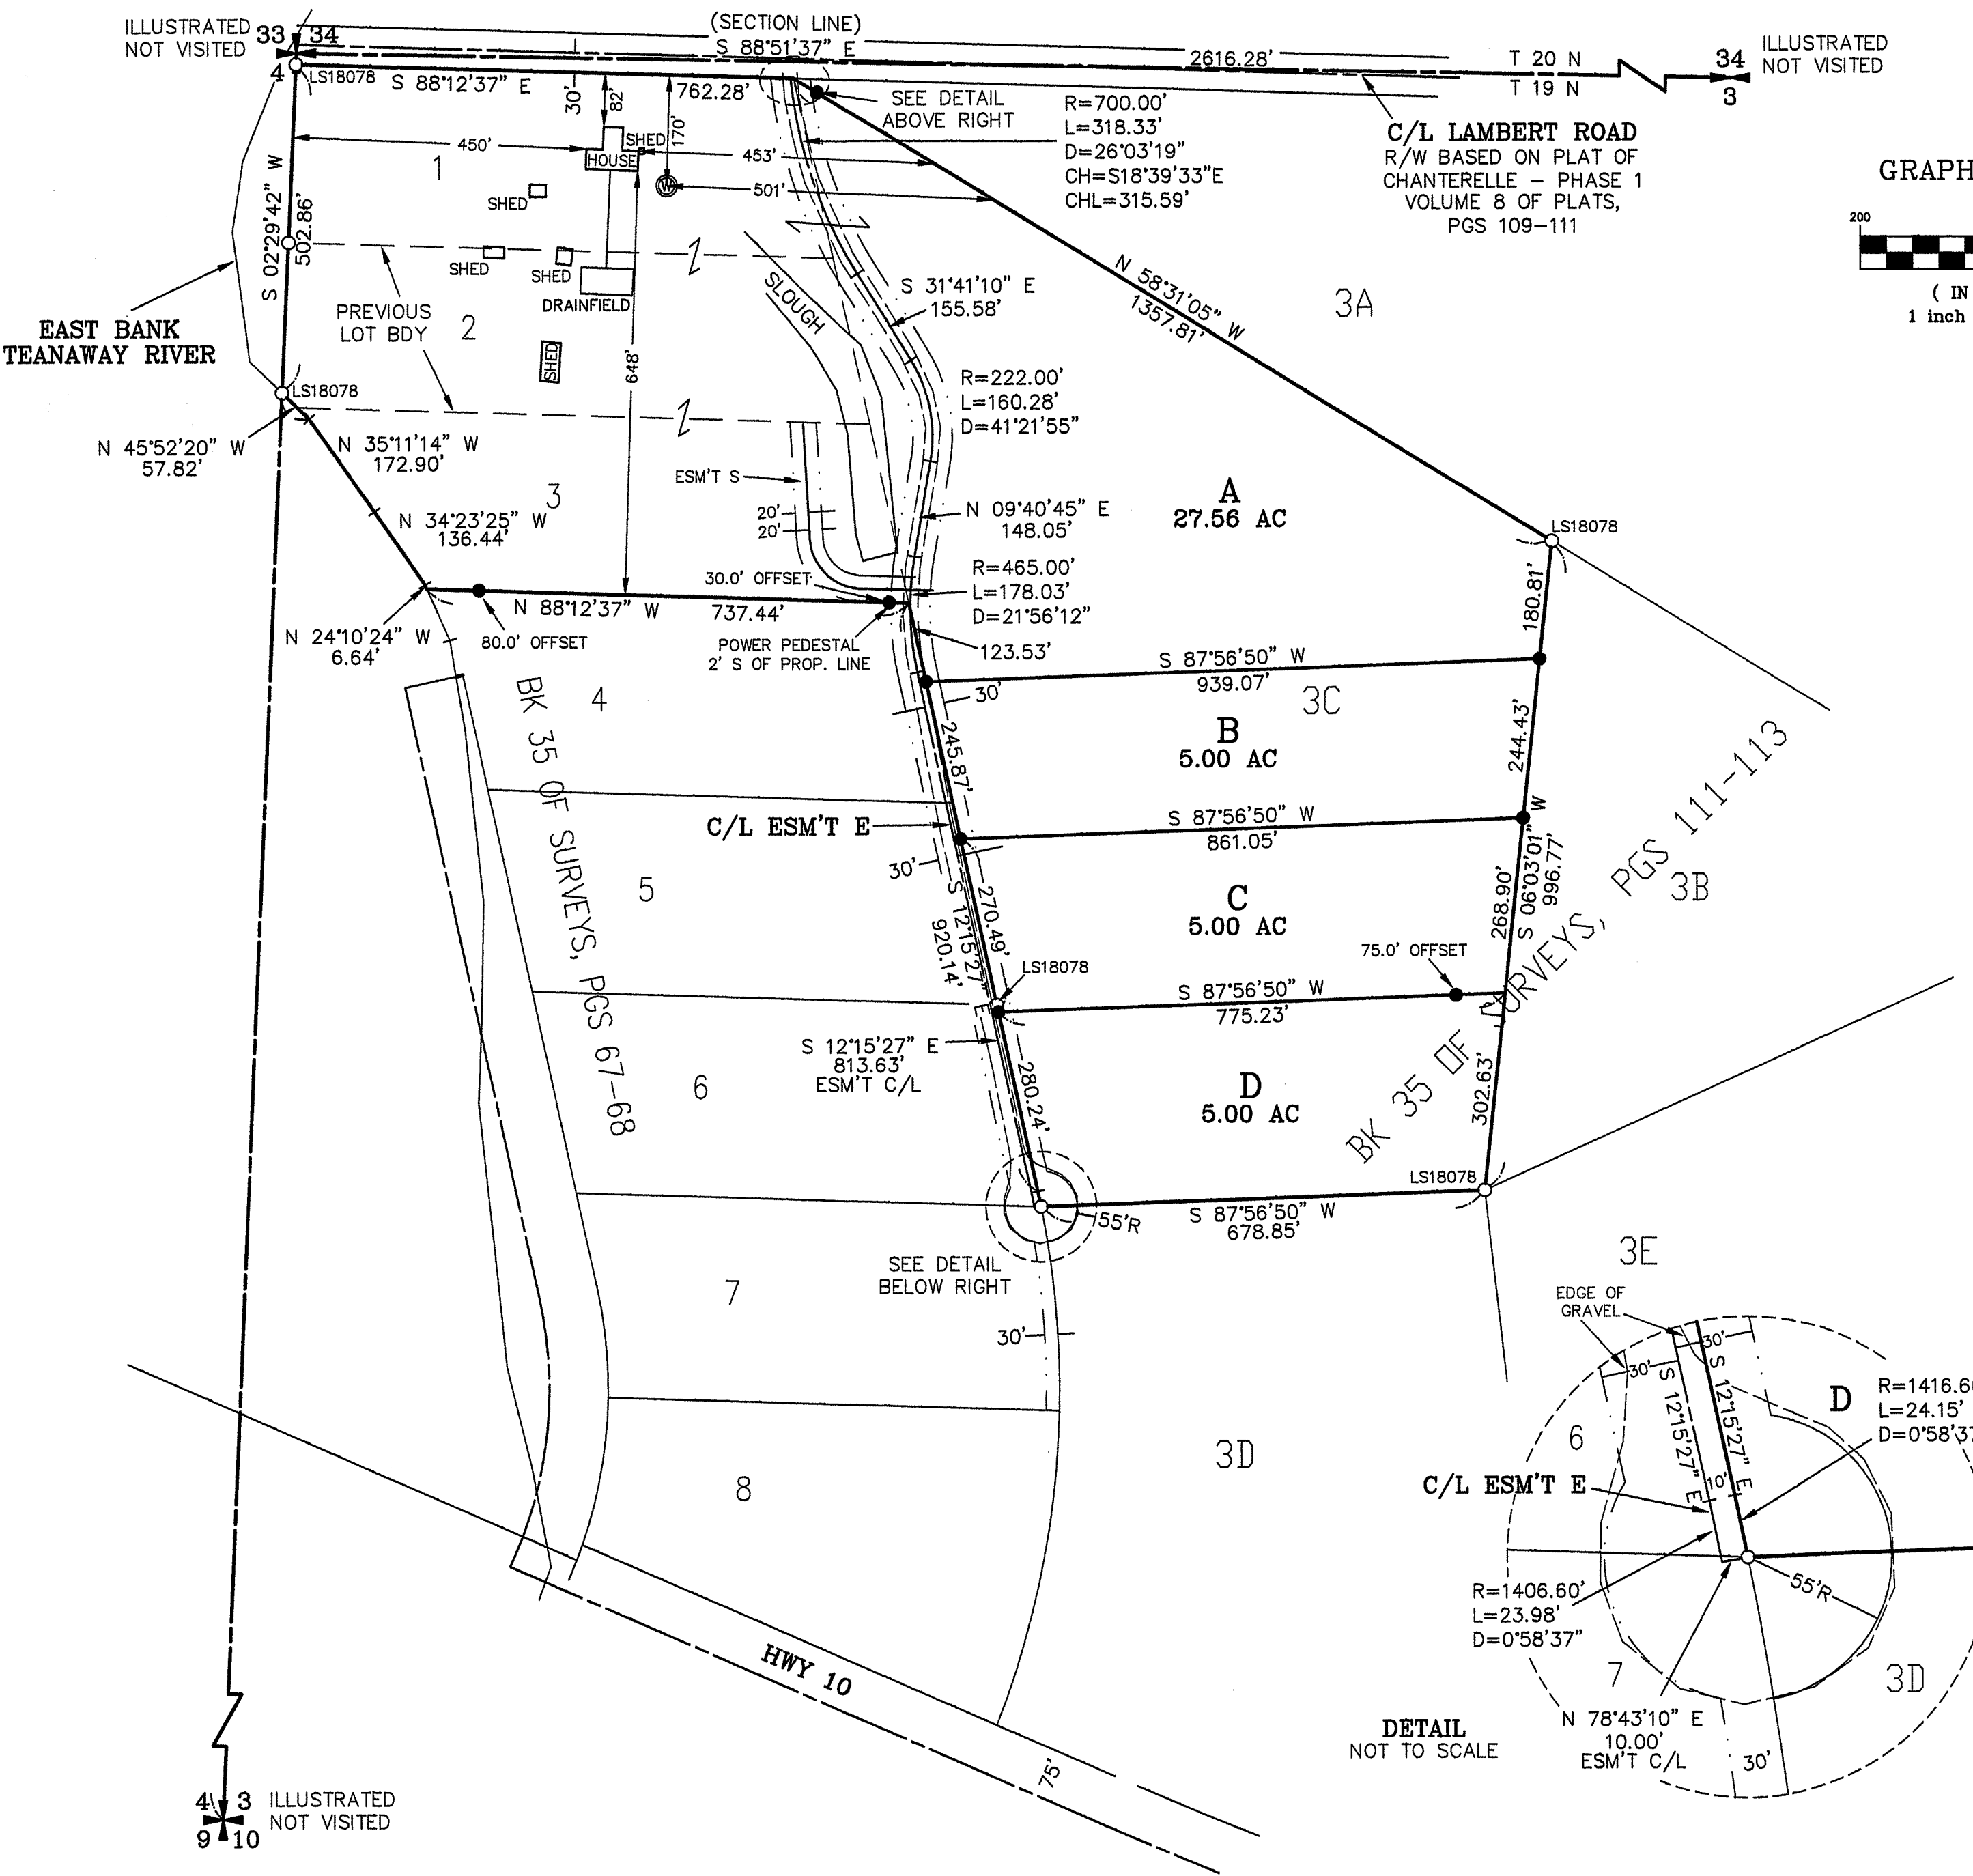 ILLUSTRATED
NOT VISITED
33 34
4
(SECTION LINE)
S 88°51'37" E
2616.28'
T 20 N
T 19 N
34
3
ILLUSTRATED
NOT VISITED
LS18078
S 88°12'37" E
30'
82'
762.28'
170'
SEE DETAIL
ABOVE RIGHT
R=700.00'
L=318.33'
D=26°03'19"
CH=S18°39'33"E
CHL=315.59'
C/L LAMBERT ROAD
R/W BASED ON PLAT OF
CHANTERELLE – PHASE 1
VOLUME 8 OF PLATS,
PGS 109-111
GRAPH
200
( IN
1 inch
450'
SHED
HOUSE
453'
W
501'
1
SHED
S 02°29'42" W
502.86'
SHED
SHED
DRAINFIELD
EAST BANK
TEANAWAY RIVER
PREVIOUS
LOT BDY
2
SHED
648'
SLOUGH
S 31°41'10" E
155.58'
N 58°31'05" W
1357.81'
3A
LS18078
R=222.00'
L=160.28'
D=41°21'55"
N 45°52'20" W
57.82'
N 35°11'14" W
172.90'
3
ESM'T S
20'
20'
N 34°23'25" W
136.44'
N 09°40'45" E
148.05'
A
27.56 AC
LS18078
180.81'
30.0' OFFSET
R=465.00'
L=178.03'
D=21°56'12"
N 88°12'37" W
737.44'
N 24°10'24" W
6.64'
80.0' OFFSET
POWER PEDESTAL
2' S OF PROP. LINE
123.53'
S 87°56'50" W
939.07'
3C
30'
4
BK 35 OF SURVEYS, PGS 67-68
245.87'
B
5.00 AC
244.43'
C/L ESM'T E
S 87°56'50" W
861.05'
30'
5
S 12°15'27" E
920.14'
270.49'
C
5.00 AC
268.90'
S 06°03'01" W
996.77'
BK 35 OF SURVEYS, PGS 111-113
3B
75.0' OFFSET
LS18078
S 87°56'50" W
775.23'
S 12°15'27" E
813.63'
ESM'T C/L
6
280.24'
D
5.00 AC
302.63'
LS18078
55'R
S 87°56'50" W
678.85'
SEE DETAIL
BELOW RIGHT
7
30'
3E
EDGE OF
GRAVEL
30'
30'
S 12°15'27" E
S 12°15'27" E
D
R=1416.6
L=24.15'
D=0°58'37
6
10'
C/L ESM'T E
8
3D
55'R
R=1406.60'
L=23.98'
D=0°58'37"
7
3D
N 78°43'10" E
10.00'
ESM'T C/L
30'
DETAIL
NOT TO SCALE
HWY 10
75'
4 3
9 10
ILLUSTRATED
NOT VISITED